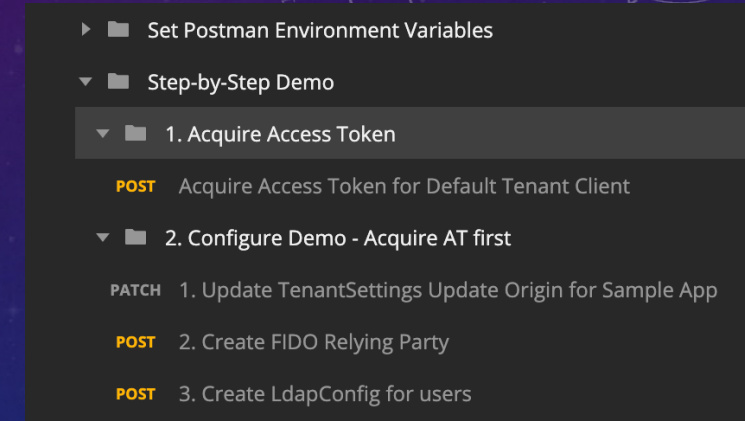 Set Postman Environment Variables
Step-by-Step Demo
1. Acquire Access Token
POST Acquire Access Token for Default Tenant Client
2. Configure Demo - Acquire AT first
PATCH 1. Update TenantSettings Update Origin for Sample App
POST 2. Create FIDO Relying Party
POST 3. Create LdapConfig for users